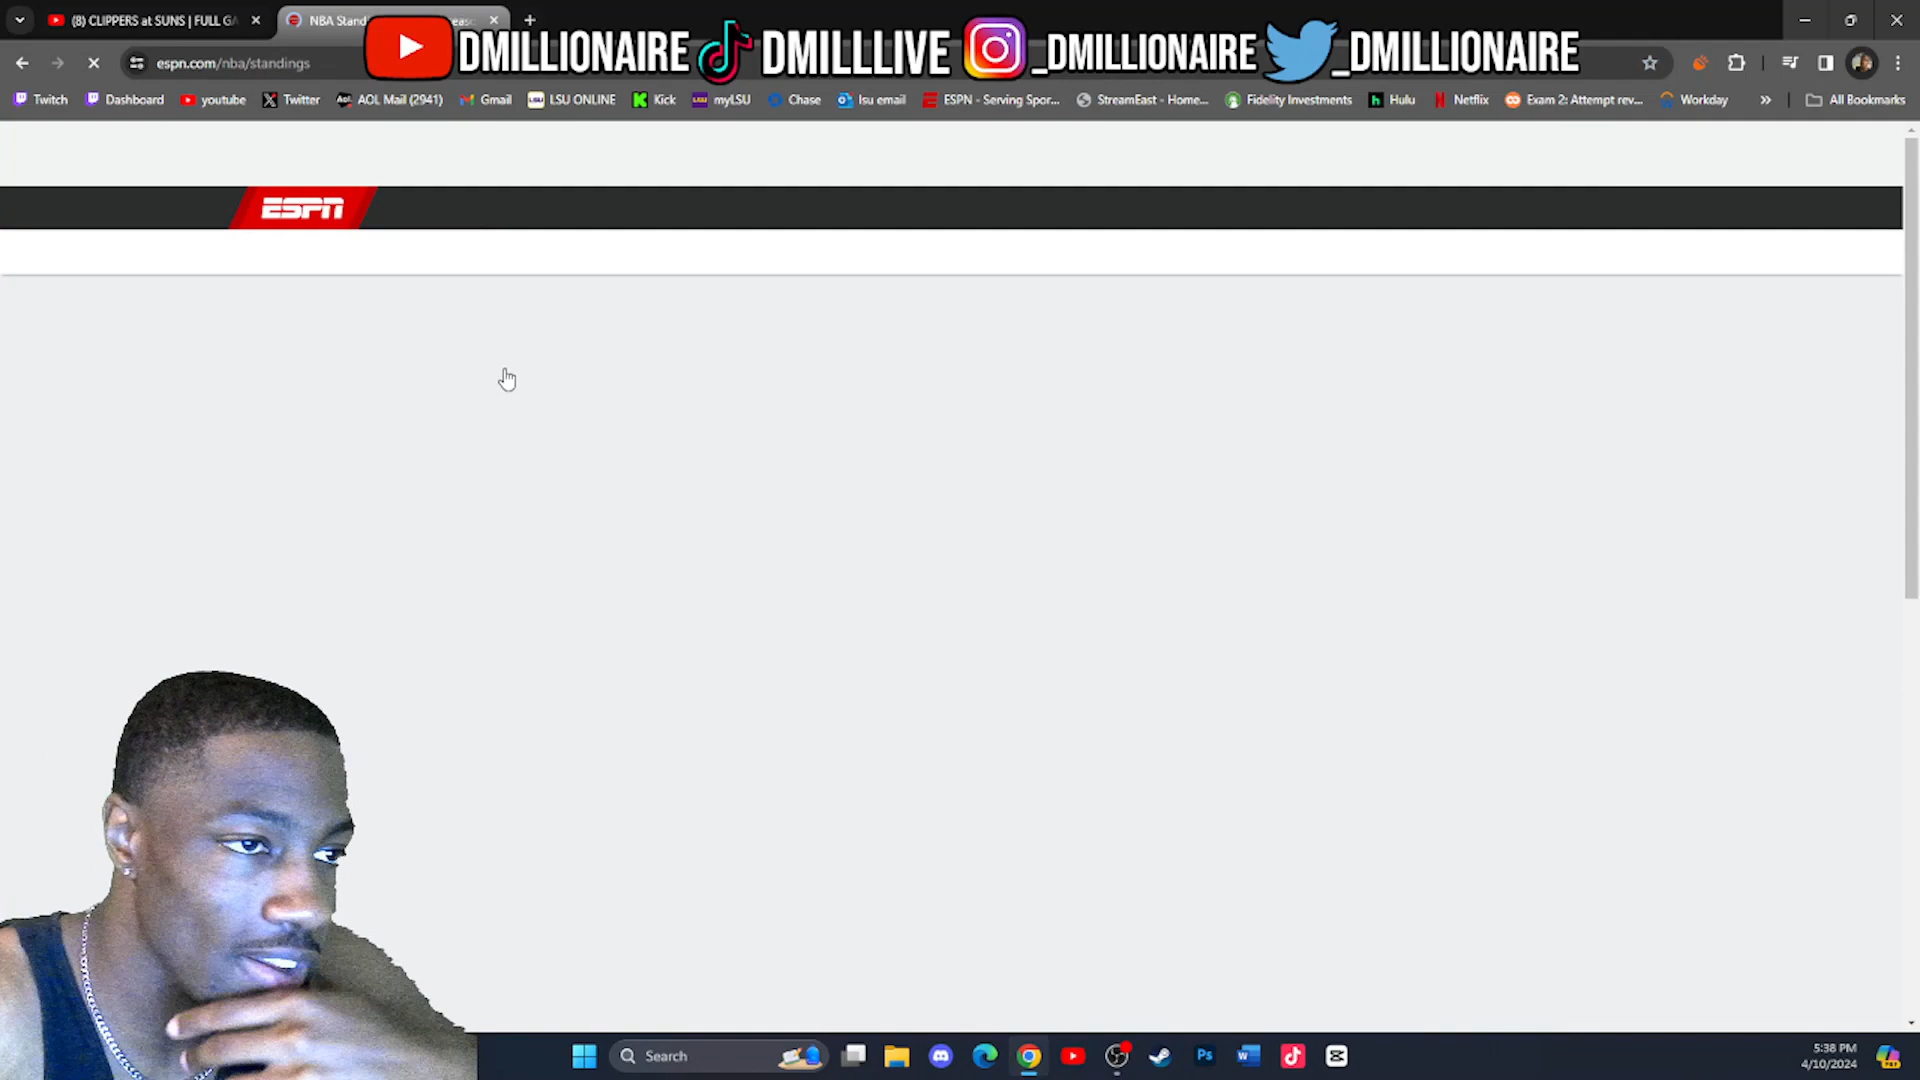 (8) CLIPPERS at SUNS | FULL GA
NBA Stand
DMILLIONAIRE DMILLLIVE _DMILLIONAIRE _DMILLIONAIRE
espn.com/nba/standings
Twitch Dashboard youtube Twitter AOL Mail (2941) Gmail LSU ONLINE Kick myLSU Chase lsu email ESPN - Serving Spor... StreamEast - Home... Fidelity Investments Hulu Netflix Exam 2: Attempt rev... Workday » All Bookmarks
ESPN
Search
5:38 PM
4/10/2024